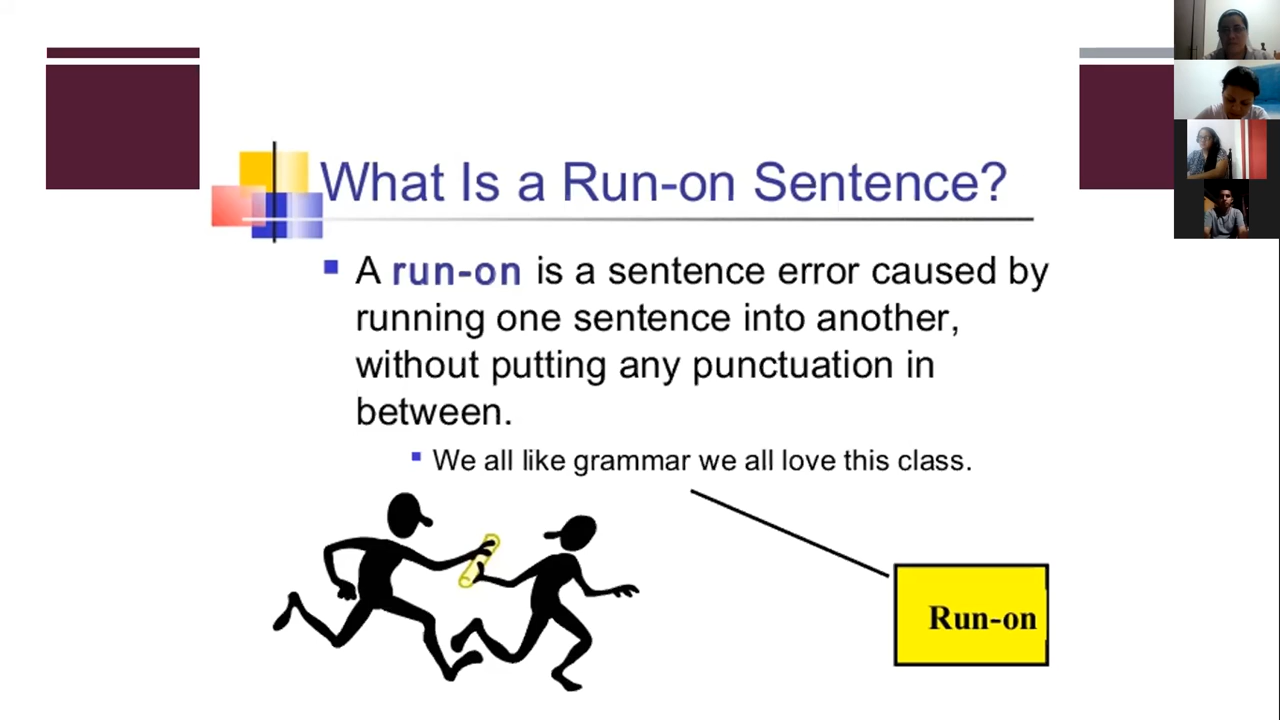 What Is a Run-on Sentence?
A run-on is a sentence error caused by
running one sentence into another,
without putting any punctuation in
between.
We all like grammar we all love this class.
Run-on